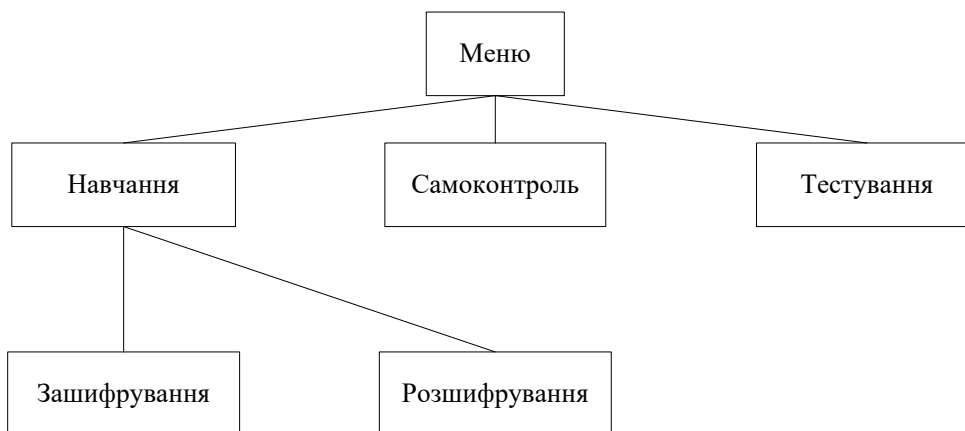 Меню
Навчання
Самоконтроль
Тестування
Зашифрування
Розшифрування